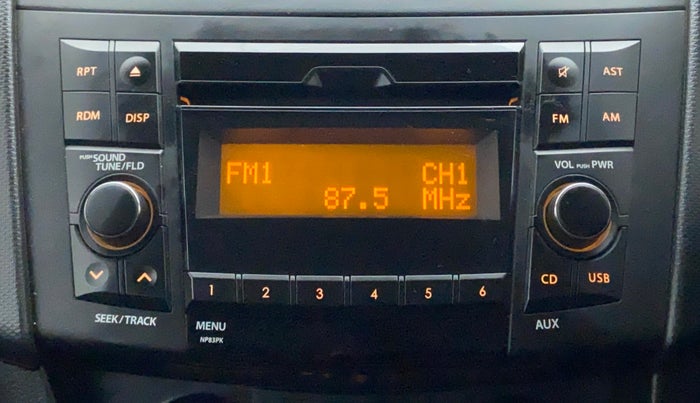 RPT
RDM DISP
PUSH SOUND
TUNE/FLD
SEEK/TRACK
FM1 CH1
87.5 MHz
1 2 3 4 5 6
MENU
NP83PK
AST
FM AM
VOL PUSH PWR
CD USB
AUX